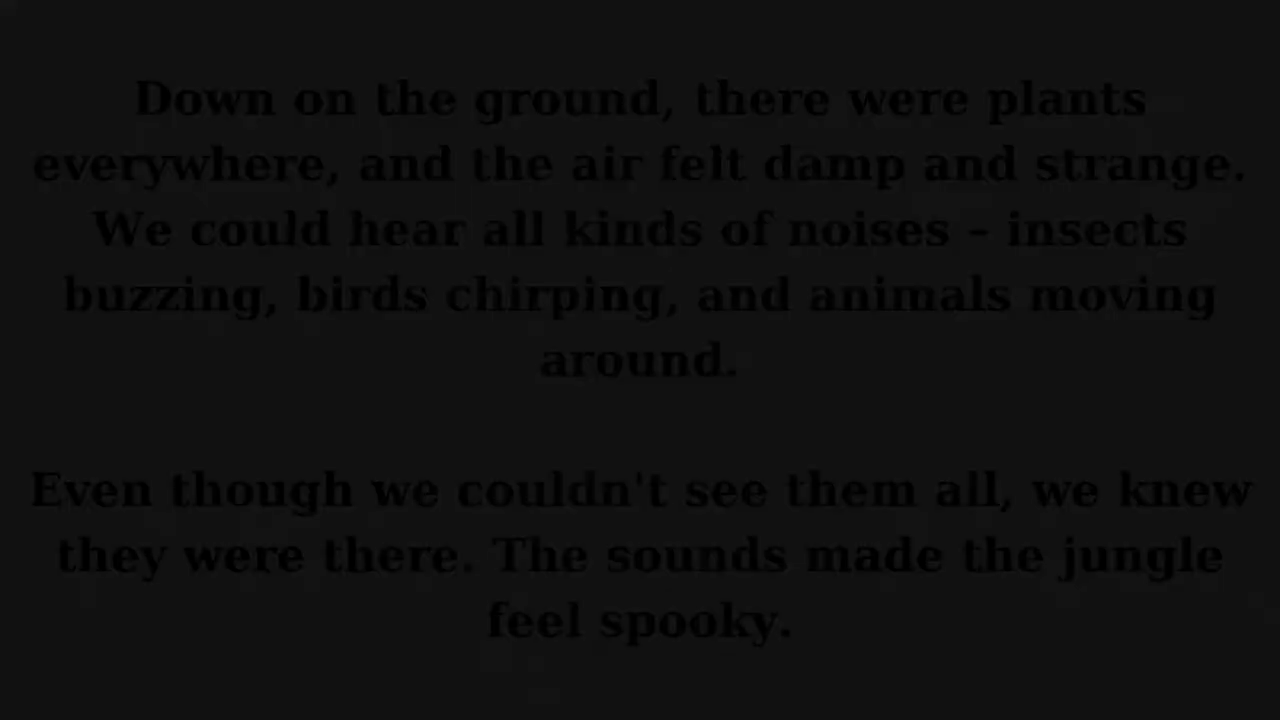 Down on the ground, there were plants
everywhere, and the air felt damp and strange.
We could hear all kinds of noises – insects
buzzing, birds chirping, and animals moving
around.
Even though we couldn't see them all, we knew
they were there. The sounds made the jungle
feel spooky.